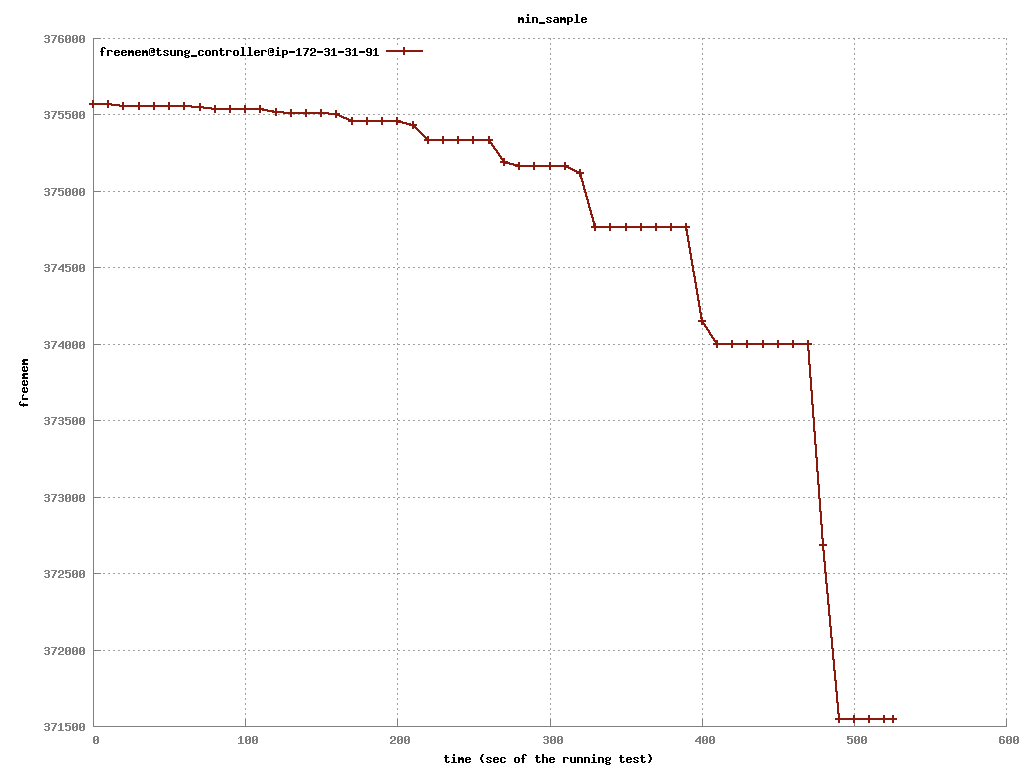 min_sample
376000
freemem@tsung_controller@ip-172-31-31-91
375500
375000
374500
374000
freemem
373500
373000
372500
372000
371500
0 100 200 300 400 500 600
time (sec of the running test)